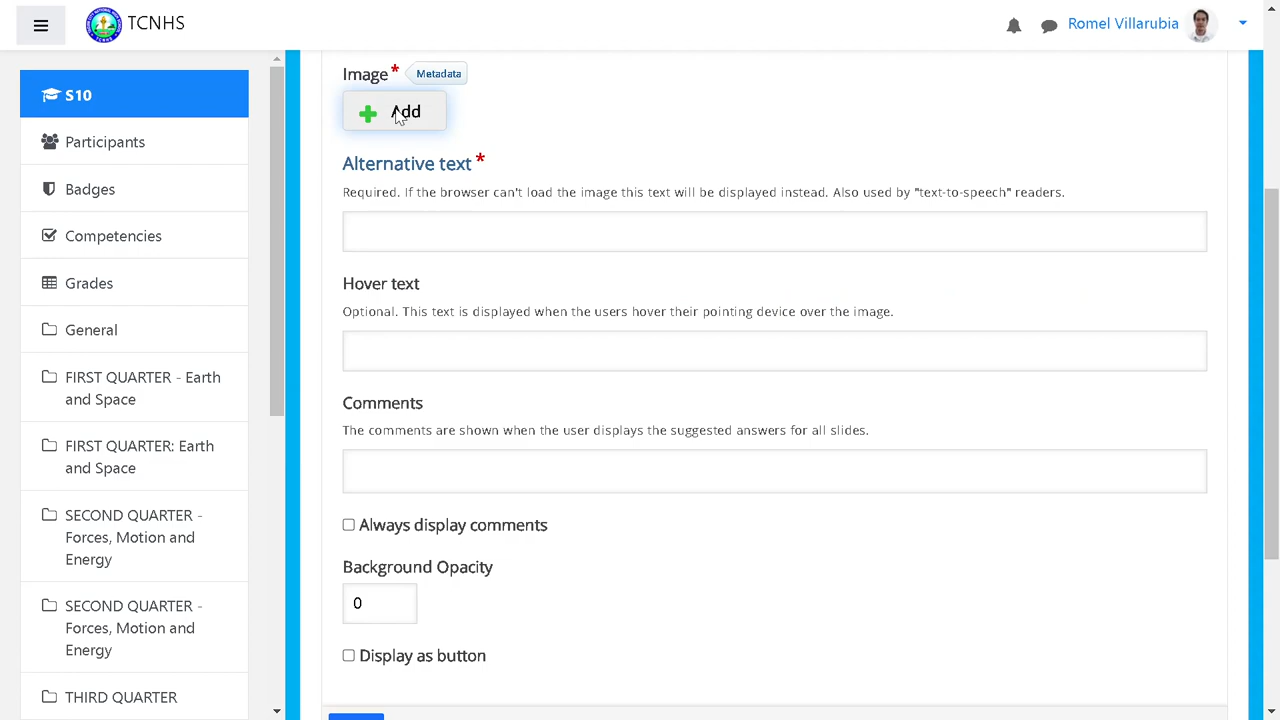 TCNHS
Romel Villarubia
S10
Participants
Badges
Competencies
Grades
General
FIRST QUARTER - Earth
and Space
FIRST QUARTER: Earth
and Space
SECOND QUARTER -
Forces, Motion and
Energy
SECOND QUARTER -
Forces, Motion and
Energy
THIRD QUARTER
Image *
Metadata
Add
Alternative text *
Required. If the browser can't load the image this text will be displayed instead. Also used by "text-to-speech" readers.
Hover text
Optional. This text is displayed when the users hover their pointing device over the image.
Comments
The comments are shown when the user displays the suggested answers for all slides.
Always display comments
Background Opacity
0
Display as button